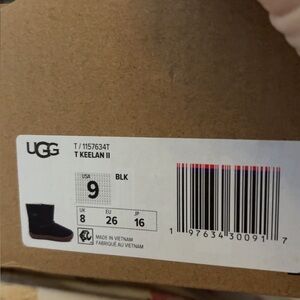 UGG
T / 1157634T
T KEELAN II
USA
9
BLK
UK EU JP
8 26 16
MADE IN VIETNAM
FABRIQUÉ AU VIETNAM
1 97634 30091 7